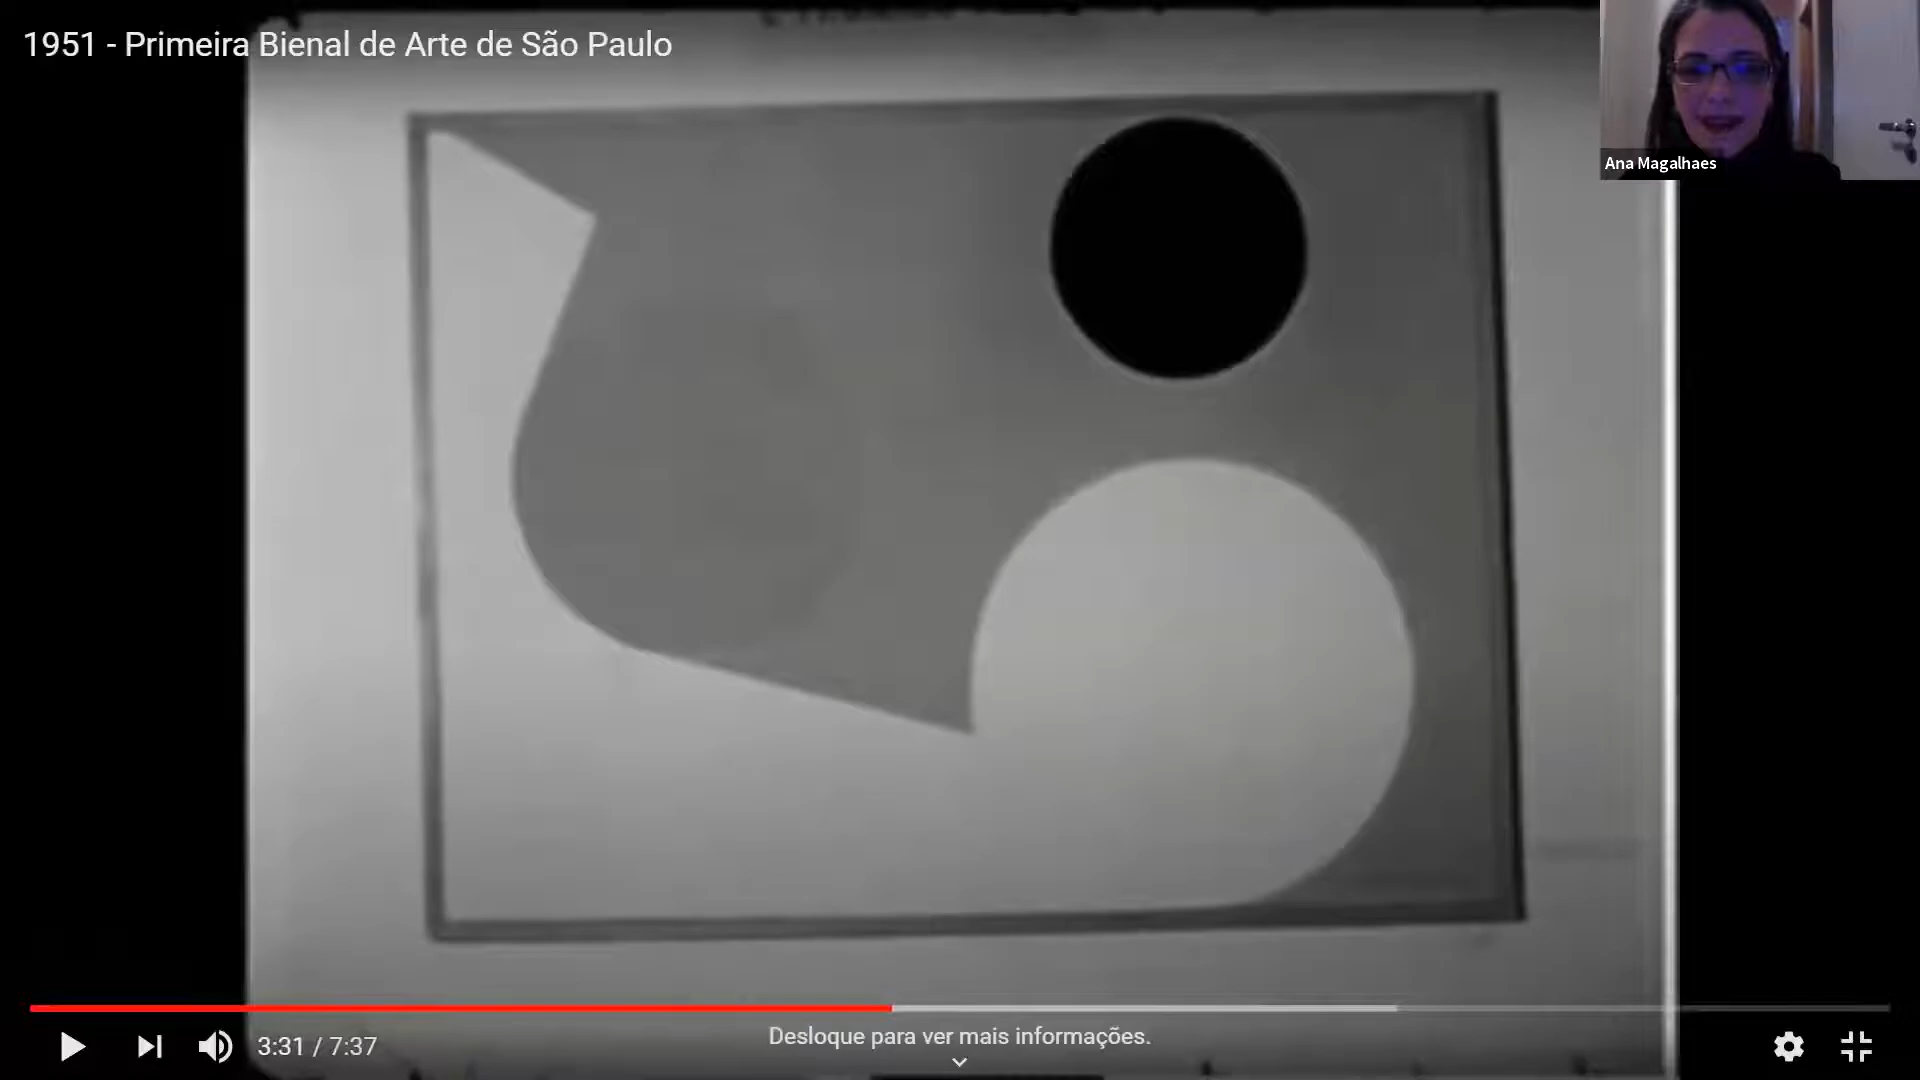 1951 - Primeira Bienal de Arte de São Paulo
Ana Magalhaes
3:31 / 7:37
Desloque para ver mais informações.